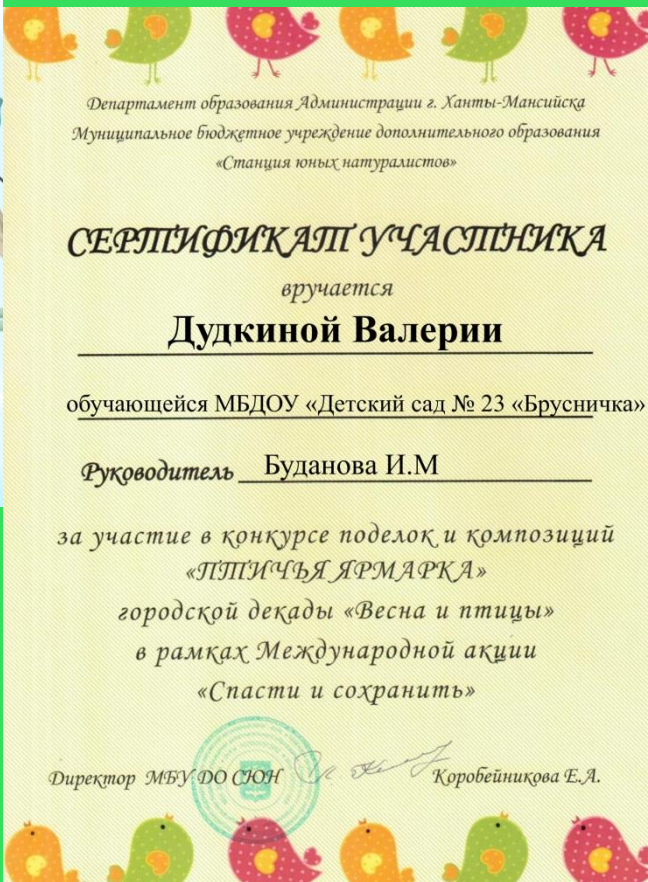 Департамент образования Администрации г. Ханты-Мансийска
Муниципальное бюджетное учреждение дополнительного образования
«Станция юных натуралистов»
СЕРТИФИКАТ УЧАСТНИКА
вручается
Дудкиной Валерии
обучающейся МБДОУ «Детский сад № 23 «Брусничка»
Руководитель Буданова И.М
за участие в конкурсе поделок и композиций
«ПТИЧЬЯ ЯРМАРКА»
городской декады «Весна и птицы»
в рамках Международной акции
«Спасти и сохранить»
Директор МБУ ДО СЮН Коробейникова Е.А.